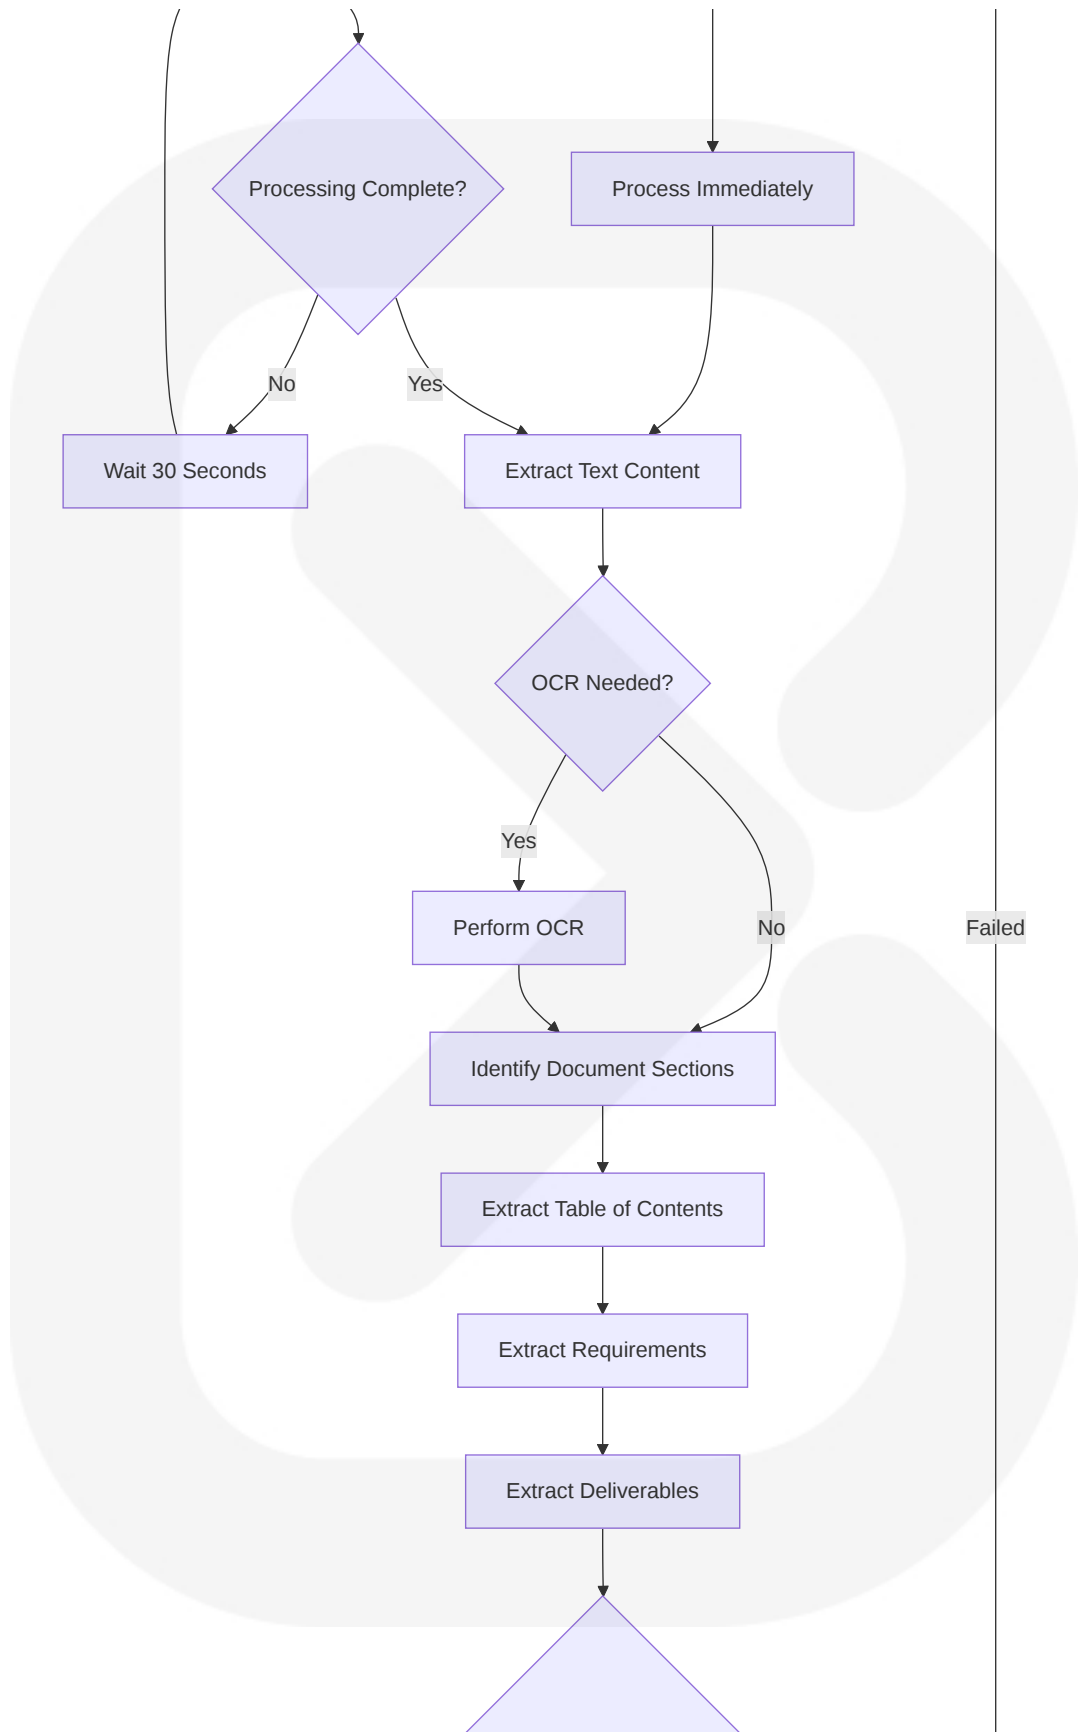 Processing Complete?
Process Immediately
No
Yes
Wait 30 Seconds
Extract Text Content
OCR Needed?
Yes
Perform OCR
No
Failed
Identify Document Sections
Extract Table of Contents
Extract Requirements
Extract Deliverables